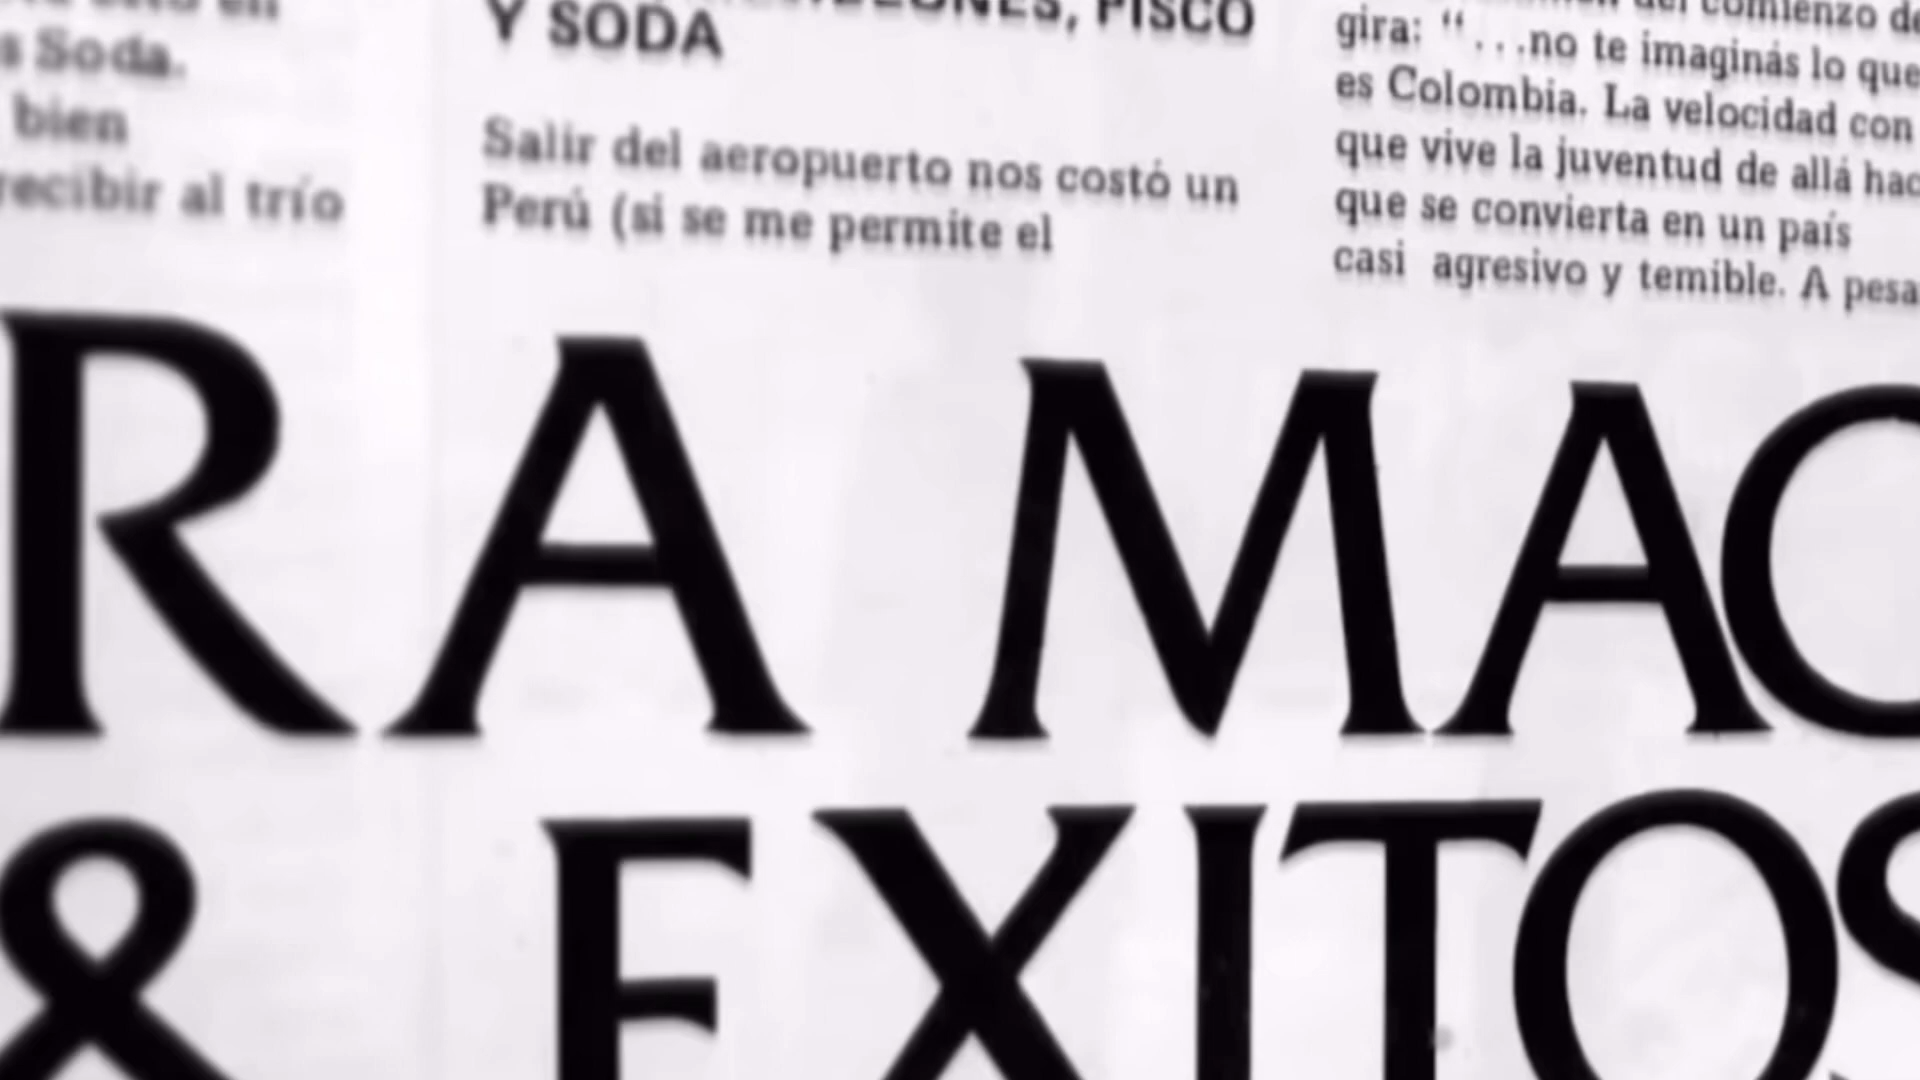 s Soda.
bien
recibir al trío
PISCO
Y SODA
Salir del aeropuerto nos costó un
Perú (si se me permite el
comienzo de
gira: “...no te imaginás lo que
es Colombia. La velocidad con
que vive la juventud de allá hac
que se convierta en un país
casi agresivo y temible. A pesa
RA MAC
& EXITOS